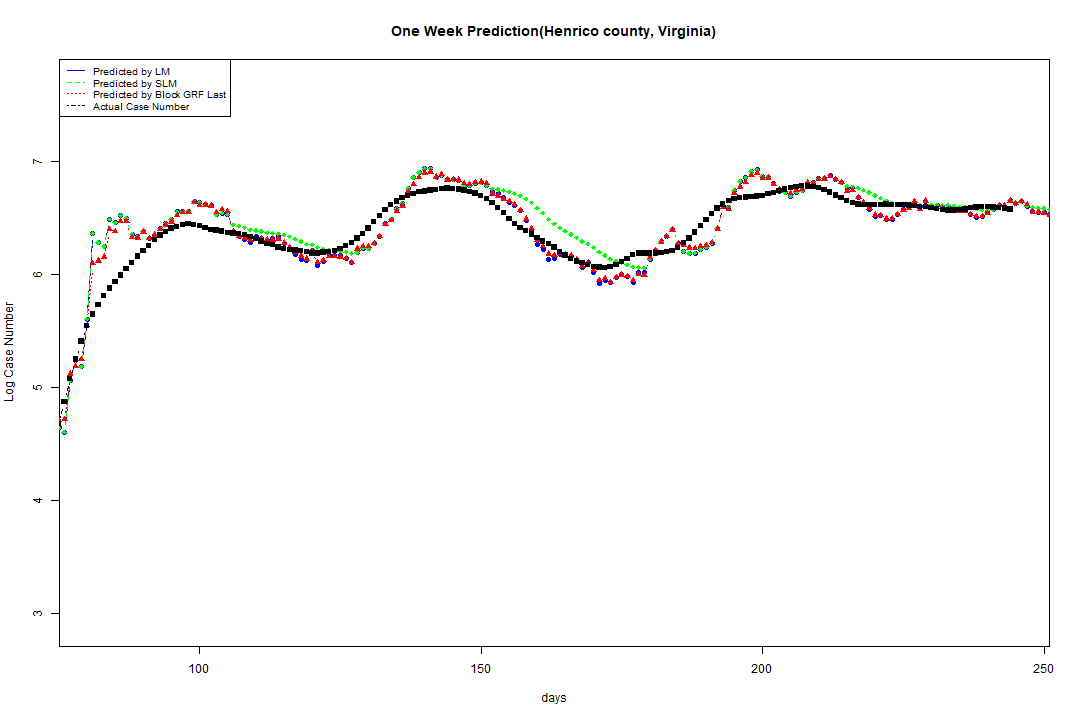 One Week Prediction(Henrico county, Virginia)
Predicted by LM
Predicted by SLM
Predicted by Block GRF Last
Actual Case Number
7
6
5
4
3
Log Case Number
100 150 200 250
days